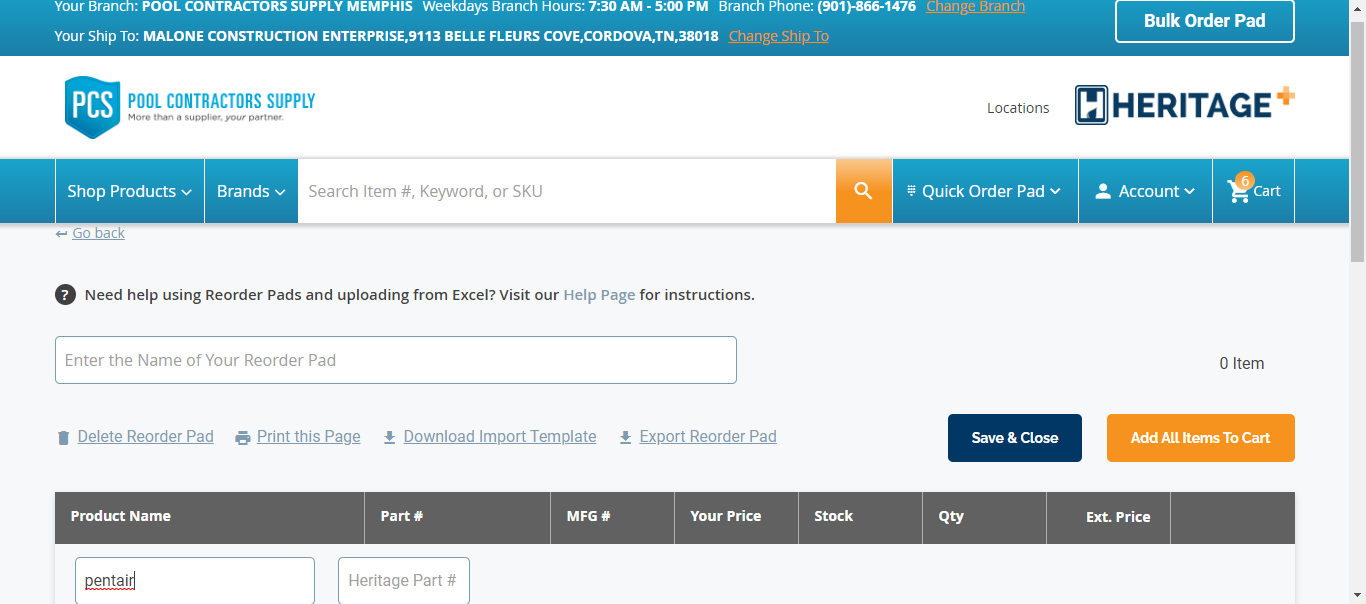 Your Branch: POOL CONTRACTORS SUPPLY MEMPHIS Weekdays Branch Hours: 7:30 AM - 5:00 PM Branch Phone: (901)-866-1476 Change Branch
Bulk Order Pad
Your Ship To: MALONE CONSTRUCTION ENTERPRISE,9113 BELLE FLEURS COVE,CORDOVA,TN,38018 Change Ship To
PCS POOL CONTRACTORS SUPPLY
More than a supplier, your partner.
Locations
H HERITAGE+
Shop Products
Brands
Search Item #, Keyword, or SKU
Quick Order Pad
Account
6
Cart
Go back
? Need help using Reorder Pads and uploading from Excel? Visit our Help Page for instructions.
Enter the Name of Your Reorder Pad
0 Item
Delete Reorder Pad
Print this Page
Download Import Template
Export Reorder Pad
Save & Close
Add All Items To Cart
Product Name
Part #
MFG #
Your Price
Stock
Qty
Ext. Price
pentair
Heritage Part #